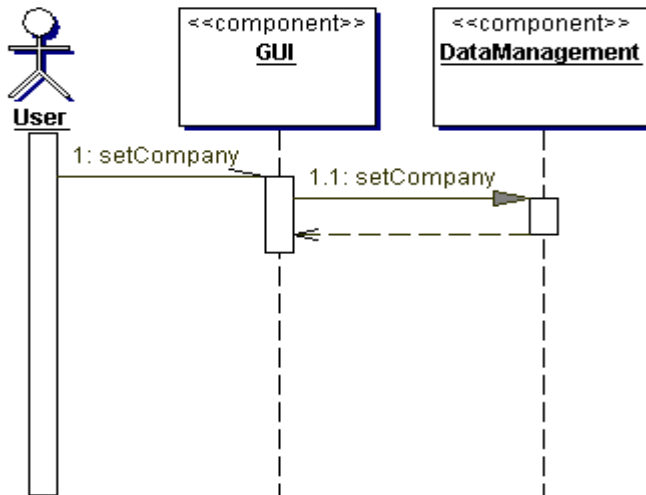 <<component>>
GUI
<<component>>
DataManagement
User
1: setCompany
1.1: setCompany